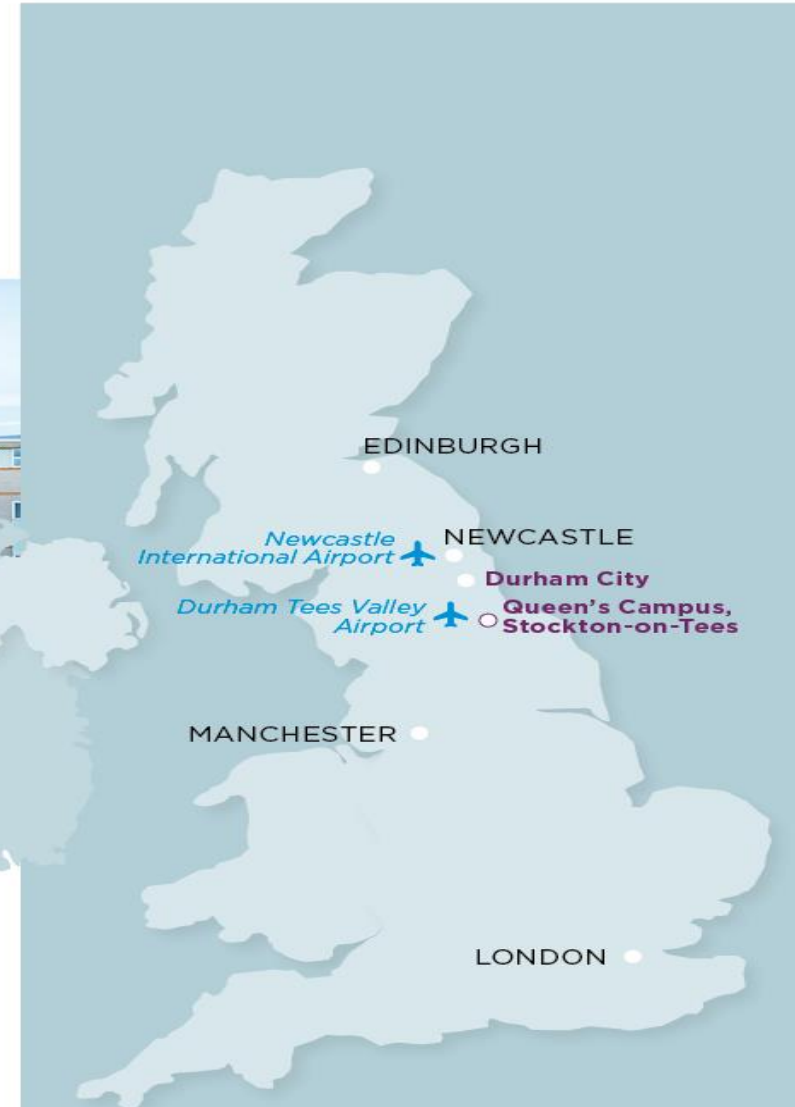 EDINBURGH
Newcastle
International Airport
NEWCASTLE
Durham City
Durham Tees Valley
Airport
Queen's Campus,
Stockton-on-Tees
MANCHESTER
LONDON